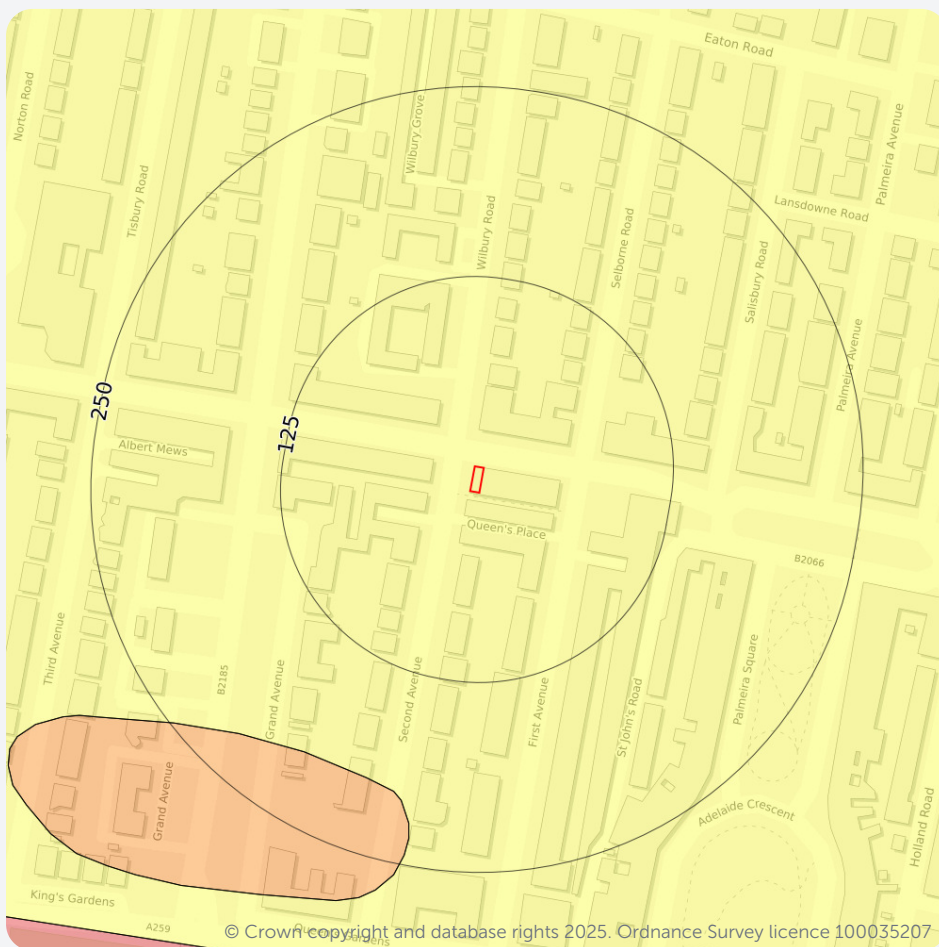 Eaton Road
Norton Road
Wilbury Grove
Palmeira Avenue
Tisbury Road
Lansdowne Road
Wilbury Road
Selborne Road
Salisbury Road
Palmeira Avenue
250
125
Albert Mews
Queen's Place
B2066
Third Avenue
B2185
Grand Avenue
Second Avenue
First Avenue
St John's Road
Palmeira Square
Grand Avenue
Adelaide Crescent
Holland Road
King's Gardens
A259
Queen's Gardens
© Crown copyright and database rights 2025. Ordnance Survey licence 100035207